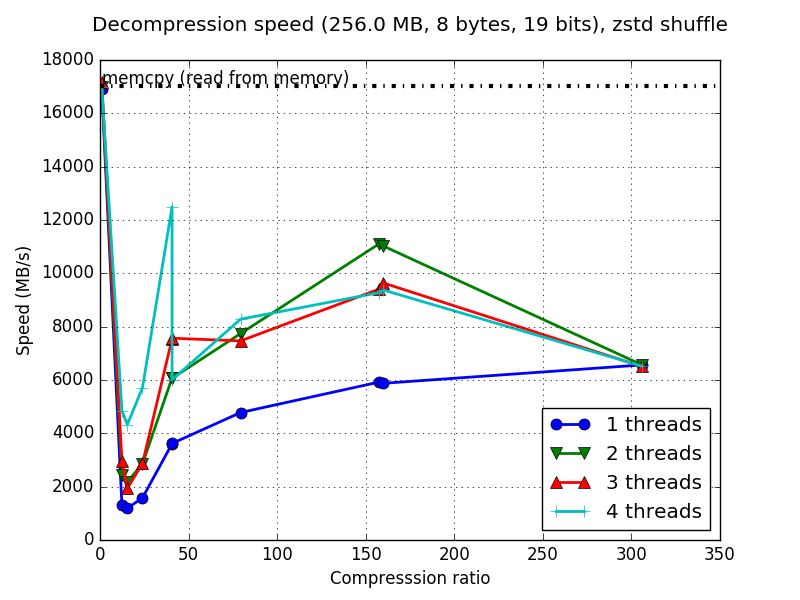 Decompression speed (256.0 MB, 8 bytes, 19 bits), zstd shuffle
18000
16000
14000
12000
10000
8000
6000
4000
2000
0
Speed (MB/s)
memcpy (read from memory)
1 threads
2 threads
3 threads
4 threads
0 50 100 150 200 250 300 350
Compresssion ratio